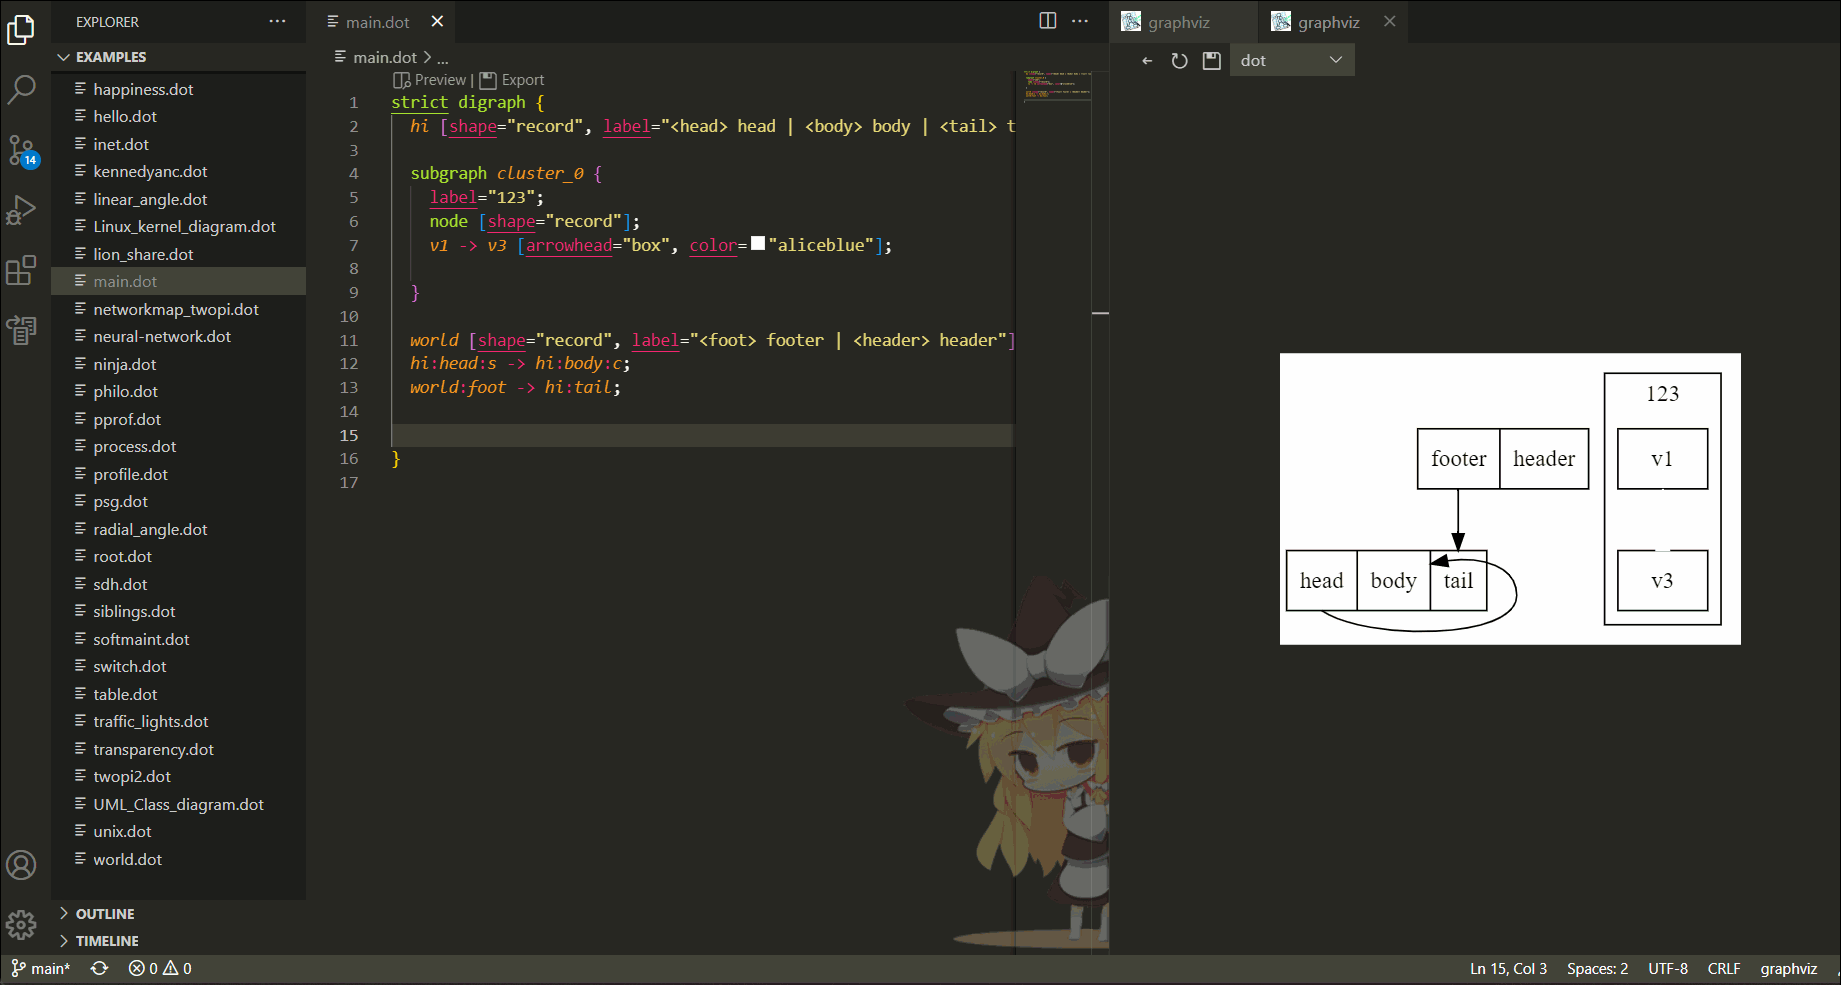 EXPLORER
EXAMPLES
happiness.dot
hello.dot
inet.dot
kennedyanc.dot
linear_angle.dot
Linux_kernel_diagram.dot
lion_share.dot
main.dot
networkmap_twopi.dot
neural-network.dot
ninja.dot
philo.dot
pprof.dot
process.dot
profile.dot
psg.dot
radial_angle.dot
root.dot
sdh.dot
siblings.dot
softmaint.dot
switch.dot
table.dot
traffic_lights.dot
transparency.dot
twopi2.dot
UML_Class_diagram.dot
unix.dot
world.dot
OUTLINE
TIMELINE
14
main.dot
main.dot > ...
Preview | Export
1 strict digraph {
2 hi [shape="record", label="<head> head | <body> body | <tail> t
3
4 subgraph cluster_0 {
5 label="123";
6 node [shape="record"];
7 v1 -> v3 [arrowhead="box", color="aliceblue"];
8
9 }
10
11 world [shape="record", label="<foot> footer | <header> header"]
12 hi:head:s -> hi:body:c;
13 world:foot -> hi:tail;
14
15
16 }
17
graphviz
graphviz
dot
123
footer header v1
head body tail v3
main* 0 0
Ln 15, Col 3 Spaces: 2 UTF-8 CRLF graphviz